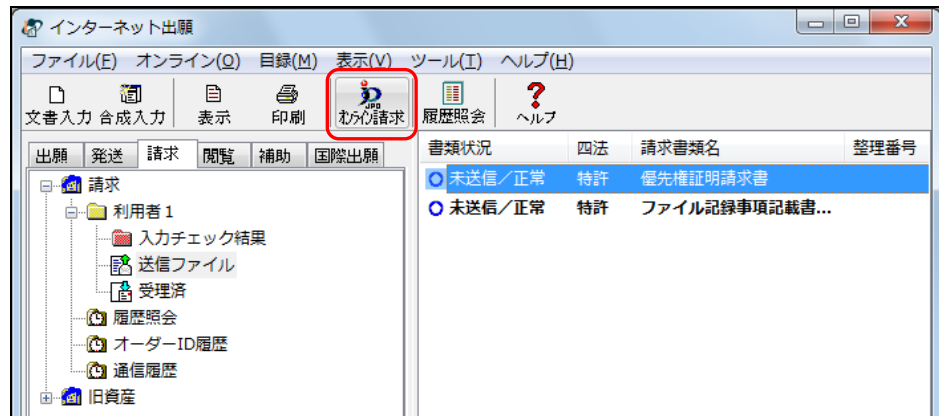 インターネット出願
ファイル(F) オンライン(O) 目録(M) 表示(V) ツール(T) ヘルプ(H)
文書入力 合成入力 表示 印刷 JPO ｵﾝﾗｲﾝ請求 履歴照会 ヘルプ
出願 発送 請求 閲覧 補助 国際出願
書類状況 四法 請求書類名 整理番号
請求
未送信／正常 特許 優先権証明請求書
利用者１
未送信／正常 特許 ファイル記録事項記載書...
入力チェック結果
送信ファイル
受理済
履歴照会
オーダーID履歴
通信履歴
旧資産